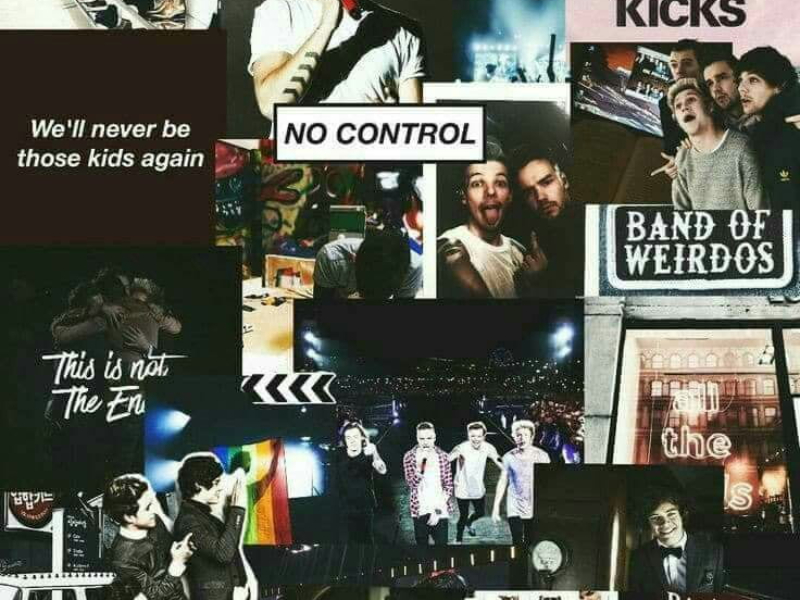 KICKS
We'll never be
those kids again
NO CONTROL
BAND OF
WEIRDOS
This is not
The En
all
the
s